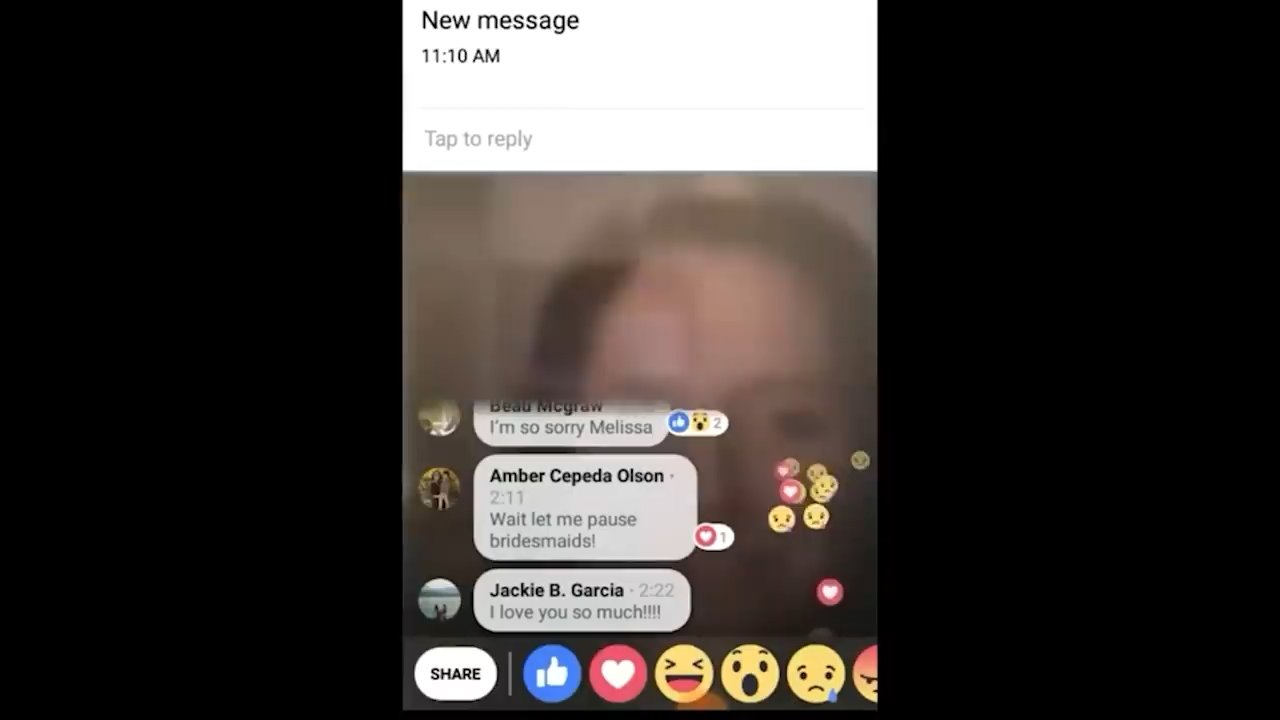 New message
11:10 AM
Tap to reply
Beau Mcgraw
I'm so sorry Melissa
2
Amber Cepeda Olson ·
2:11
Wait let me pause
bridesmaids!
1
Jackie B. Garcia · 2:22
I love you so much!!!!
SHARE